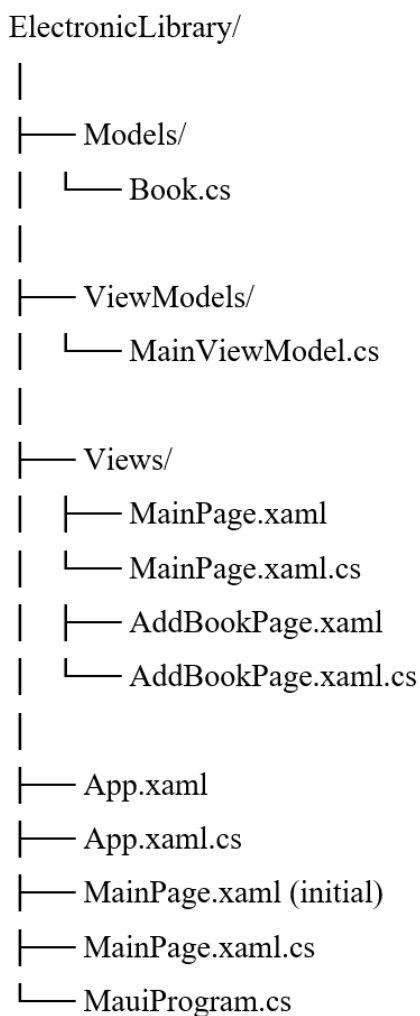 ElectronicLibrary/
│
├── Models/
│ └── Book.cs
│
├── ViewModels/
│ └── MainViewModel.cs
│
├── Views/
│ ├── MainPage.xaml
│ └── MainPage.xaml.cs
│ ├── AddBookPage.xaml
│ └── AddBookPage.xaml.cs
│
├── App.xaml
├── App.xaml.cs
├── MainPage.xaml (initial)
├── MainPage.xaml.cs
└── MauiProgram.cs